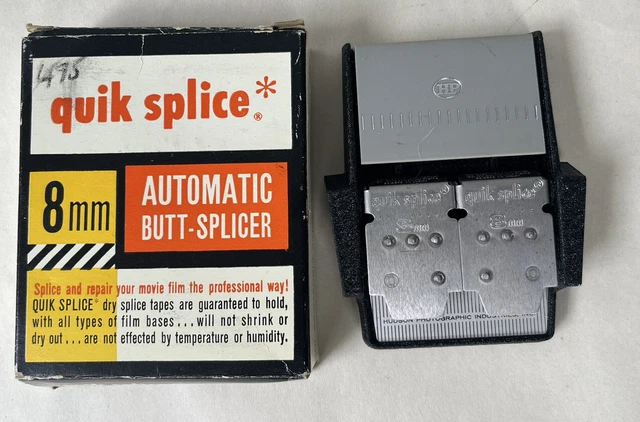 495
quik splice*®
8mm
AUTOMATIC
BUTT-SPLICER
Splice and repair your movie film the professional way!
QUIK SPLICE* dry splice tapes are guaranteed to hold,
with all types of film bases...will not shrink or
dry out...are not effected by temperature or humidity.
HP
quik splice® quik splice®
8mm 8mm
HUDSON PHOTOGRAPHIC INDUSTRIES, INC